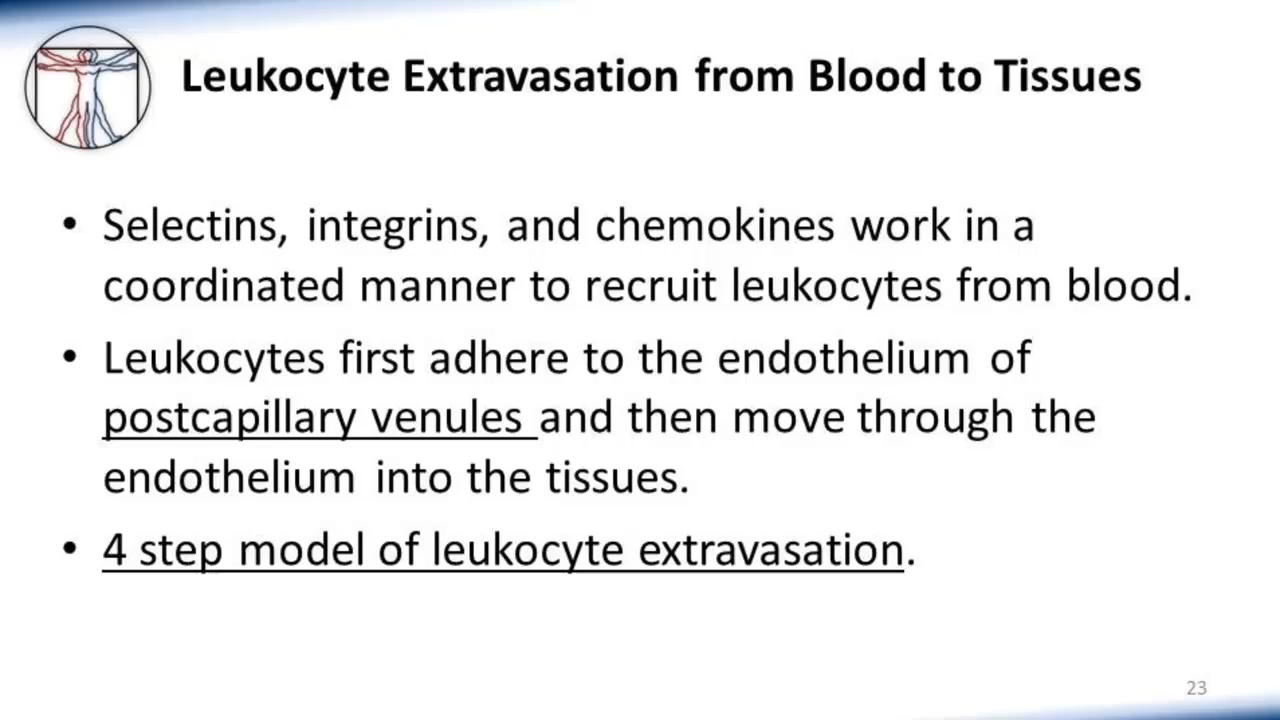 Leukocyte Extravasation from Blood to Tissues
• Selectins, integrins, and chemokines work in a
coordinated manner to recruit leukocytes from blood.
• Leukocytes first adhere to the endothelium of
postcapillary venules and then move through the
endothelium into the tissues.
• 4 step model of leukocyte extravasation.
23